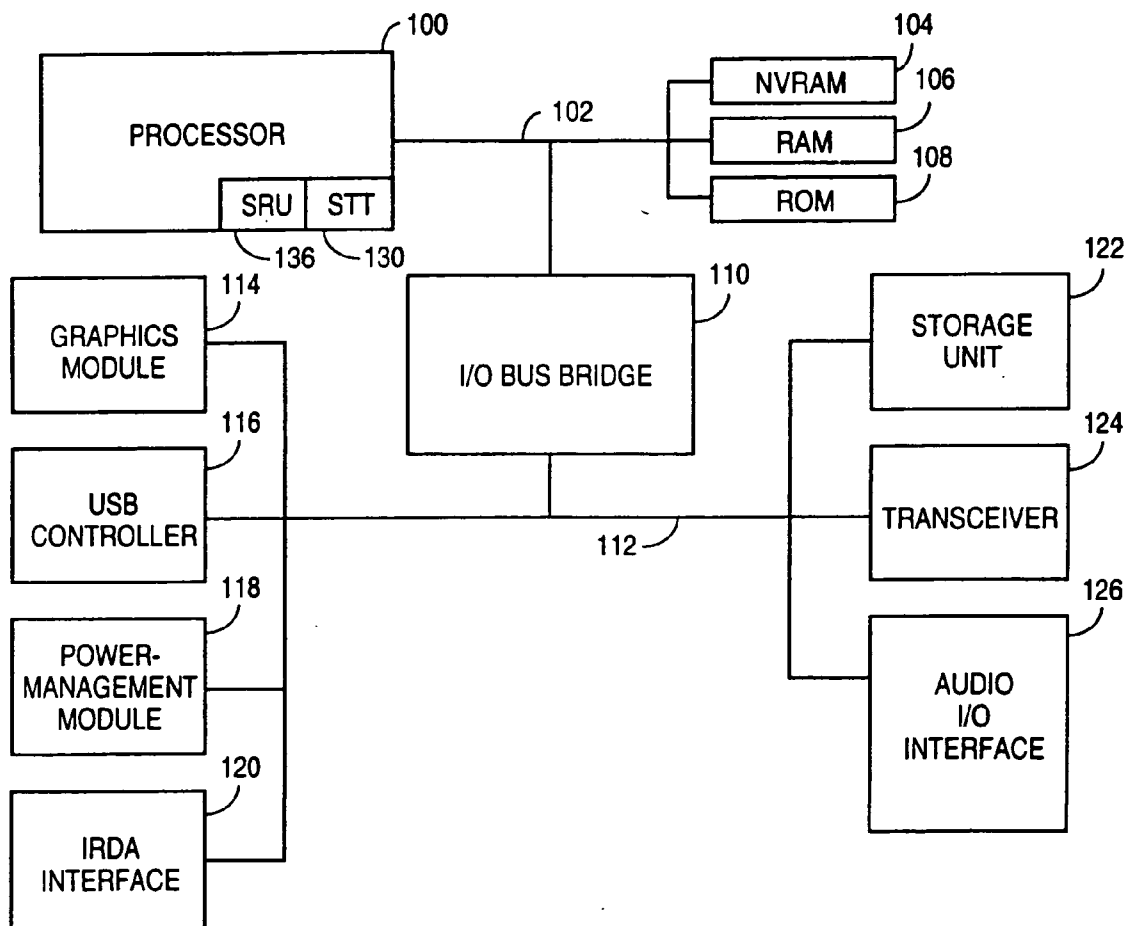 100
PROCESSOR
SRU
STT
136
130
102
NVRAM
104
RAM
106
ROM
108
I/O BUS BRIDGE
110
GRAPHICS
MODULE
114
USB
CONTROLLER
116
POWER-
MANAGEMENT
MODULE
118
IRDA
INTERFACE
120
112
STORAGE
UNIT
122
TRANSCEIVER
124
AUDIO
I/O
INTERFACE
126